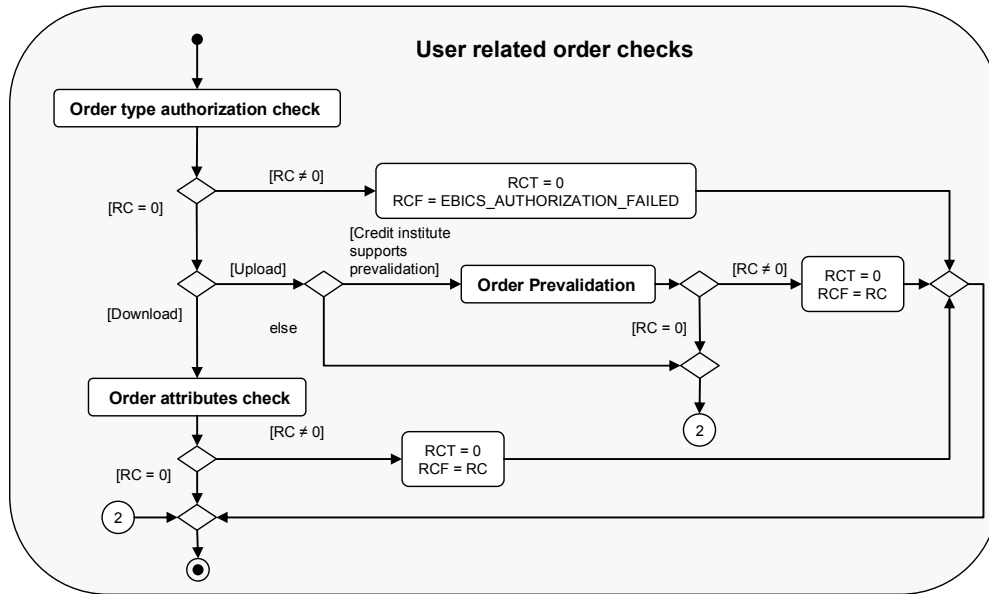 User related order checks
Order type authorization check
[RC ≠ 0]
RCT = 0
RCF = EBICS_AUTHORIZATION_FAILED
[RC = 0]
[Credit institute
supports
prevalidation]
[Upload]
[RC ≠ 0]
Order Prevalidation
RCT = 0
RCF = RC
[Download]
else
[RC = 0]
Order attributes check
2
[RC ≠ 0]
RCT = 0
RCF = RC
[RC = 0]
2